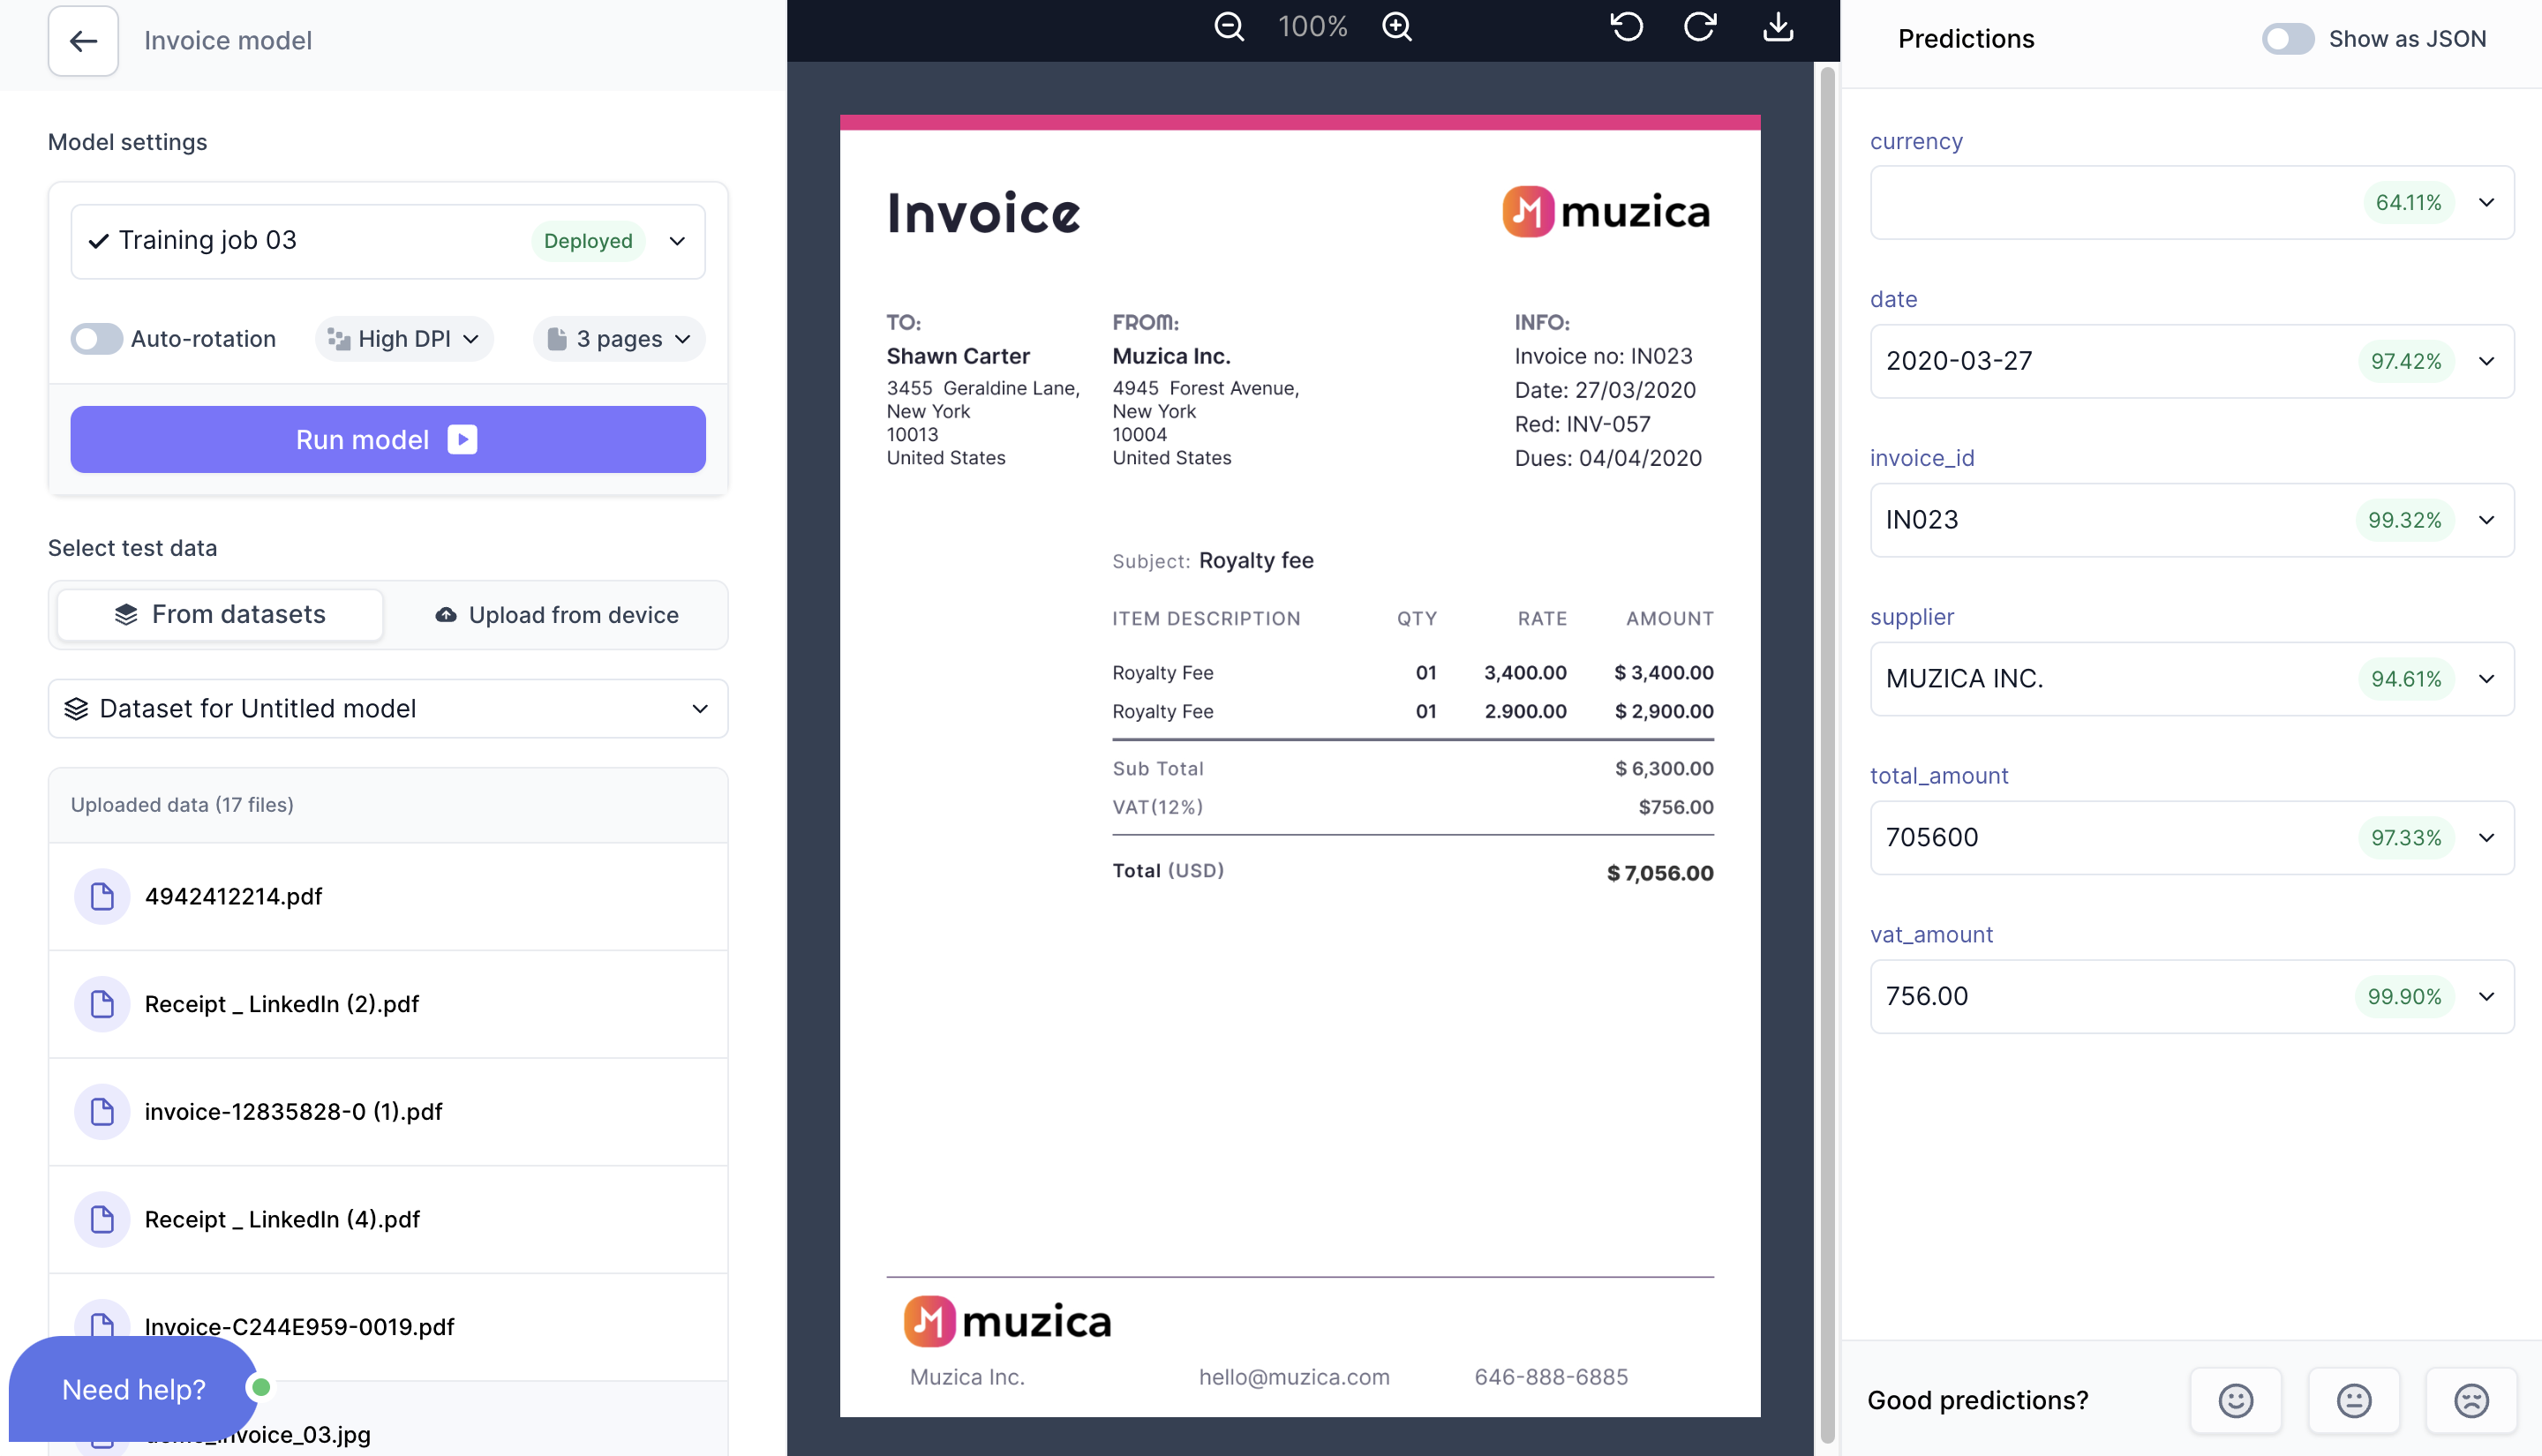 Invoice model
Model settings
Training job 03
Deployed
Auto-rotation
High DPI
3 pages
Run model
Select test data
From datasets
Upload from device
Dataset for Untitled model
Uploaded data (17 files)
4942412214.pdf
Receipt _ LinkedIn (2).pdf
invoice-12835828-0 (1).pdf
Receipt _ LinkedIn (4).pdf
Invoice-C244E959-0019.pdf
Need help?
100%
Invoice
muzica
TO:
Shawn Carter
3455 Geraldine Lane,
New York
10013
United States
FROM:
Muzica Inc.
4945 Forest Avenue,
New York
10004
United States
INFO:
Invoice no: IN023
Date: 27/03/2020
Red: INV-057
Dues: 04/04/2020
Subject: Royalty fee
ITEM DESCRIPTION QTY RATE AMOUNT
Royalty Fee 01 3,400.00 $ 3,400.00
Royalty Fee 01 2.900.00 $ 2,900.00
Sub Total $ 6,300.00
VAT(12%) $756.00
Total (USD) $ 7,056.00
muzica
Muzica Inc. hello@muzica.com 646-888-6885
Predictions
Show as JSON
currency
64.11%
date
2020-03-27 97.42%
invoice_id
IN023 99.32%
supplier
MUZICA INC. 94.61%
total_amount
705600 97.33%
vat_amount
756.00 99.90%
Good predictions?